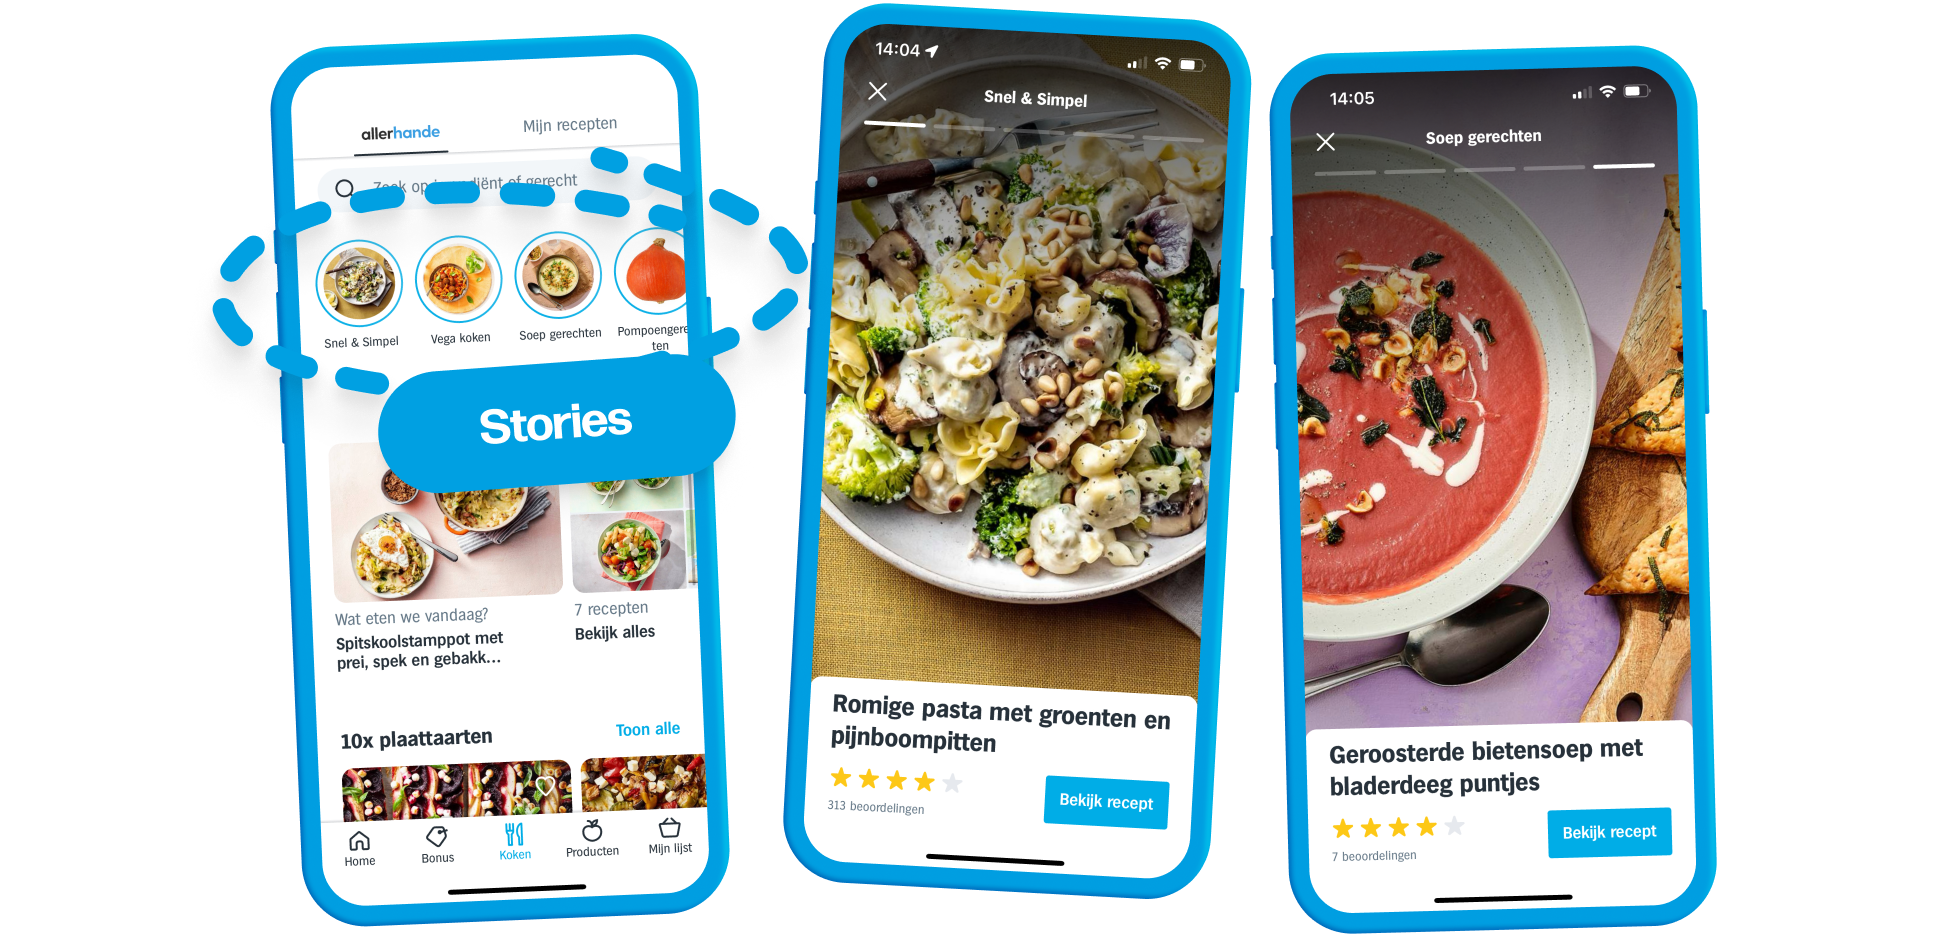 allerhande
Mijn recepten
Zoek op ingrediënt of gerecht
Snel & Simpel
Vega koken
Soep gerechten
Pompoengere
ten
Stories
Wat eten we vandaag?
Spitskoolstamppot met
prei, spek en gebakk...
7 recepten
Bekijk alles
10x plaattaarten
Toon alle
Home
Bonus
Koken
Producten
Mijn lijst
14:04
Snel & Simpel
Romige pasta met groenten en
pijnboompitten
313 beoordelingen
Bekijk recept
14:05
Soep gerechten
Geroosterde bietensoep met
bladerdeeg puntjes
7 beoordelingen
Bekijk recept